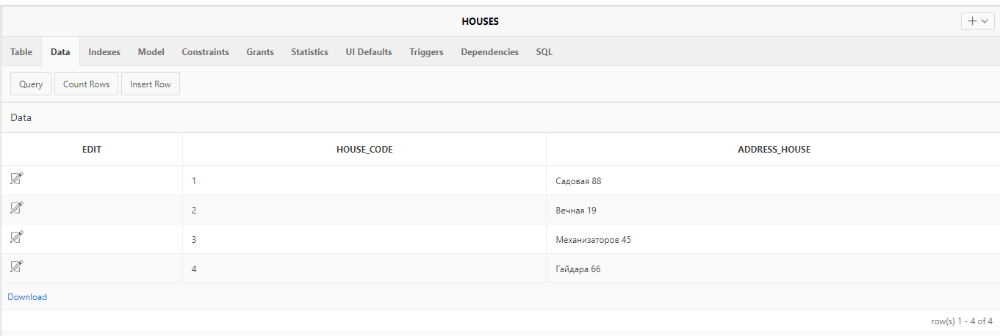 HOUSES
Table Data Indexes Model Constraints Grants Statistics UI Defaults Triggers Dependencies SQL
Query Count Rows Insert Row
Data
EDIT HOUSE_CODE ADDRESS_HOUSE
1 Садовая 88
2 Вечная 19
3 Механизаторов 45
4 Гайдара 66
Download
row(s) 1 - 4 of 4